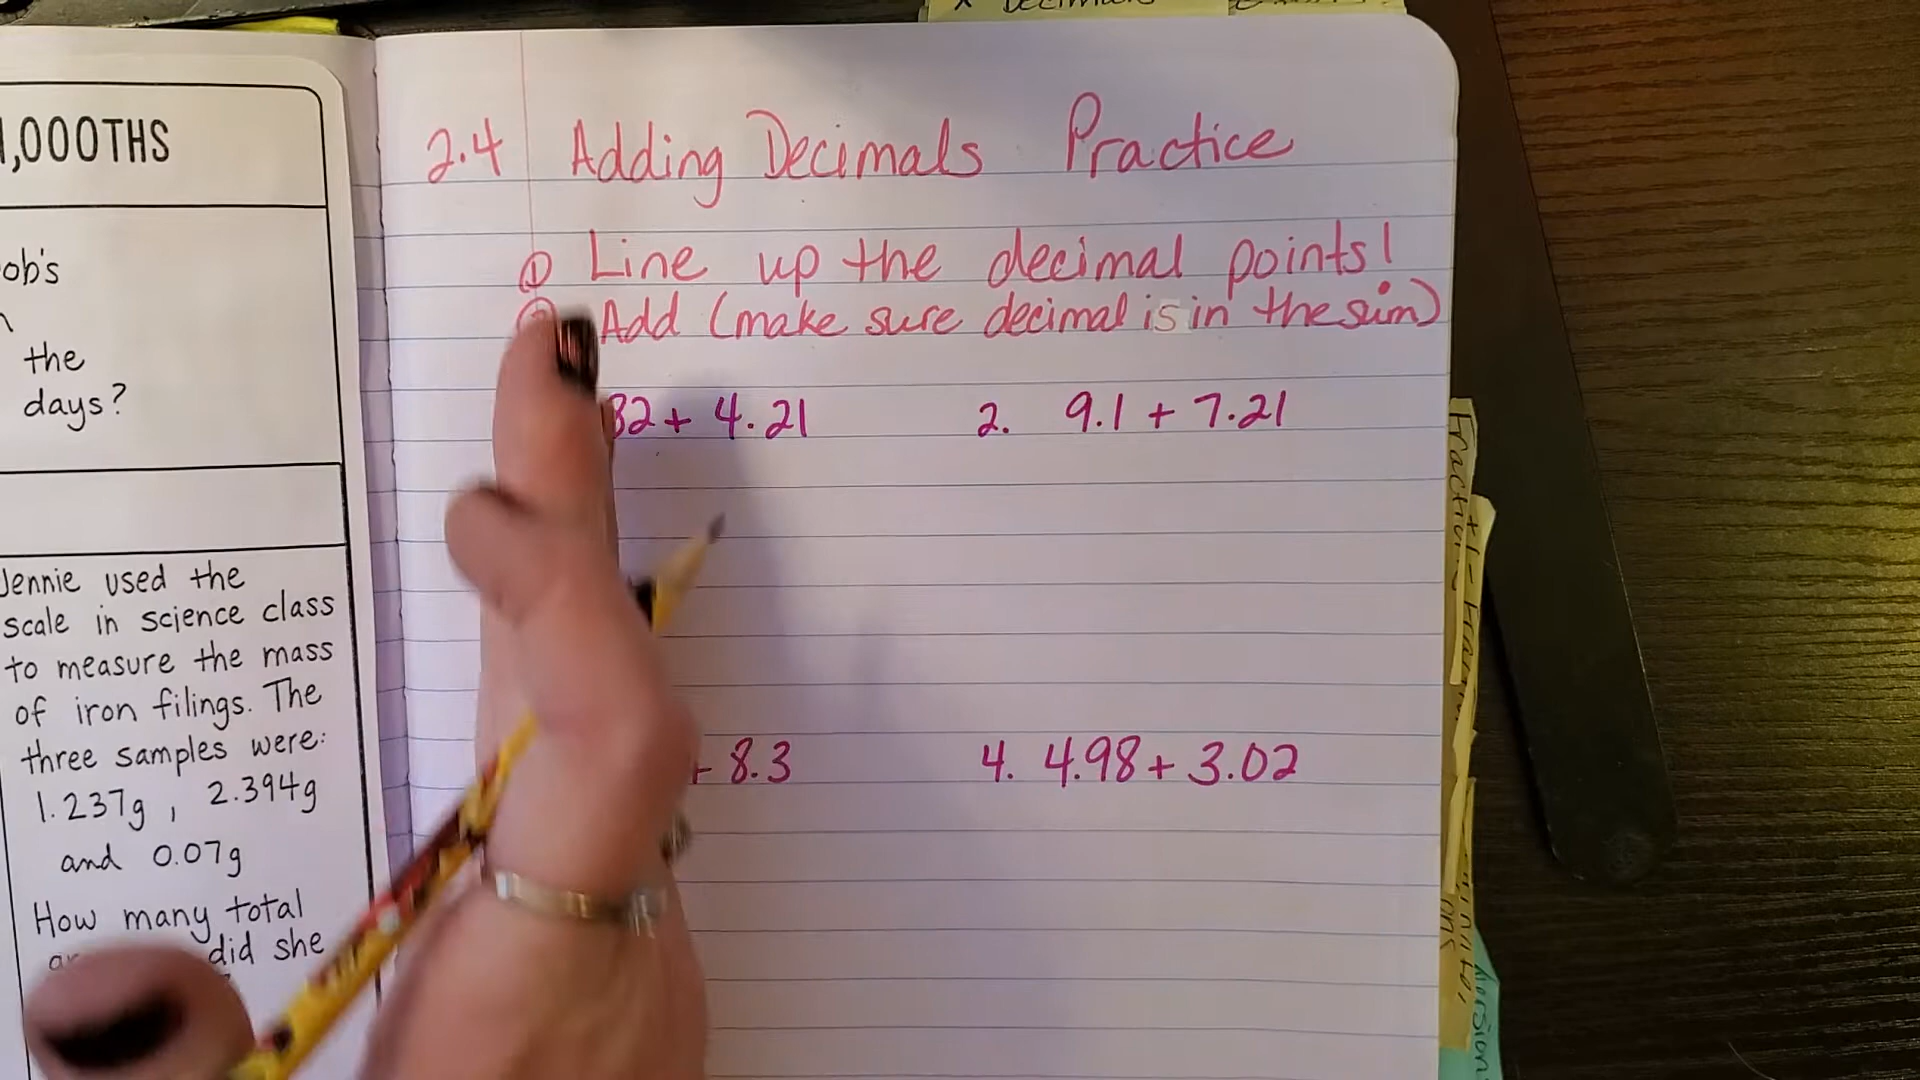 1,000THS
ob's
the
days?
Jennie used the
scale in science class
to measure the mass
of iron filings. The
three samples were:
1.237g, 2.394g
and 0.07g
How many total
did she
2.4 Adding Decimals Practice
① Line up the decimal points!
Add (make sure decimal is in the sum)
32 + 4.21
2. 9.1 + 7.21
+ 8.3
4. 4.98 + 3.02